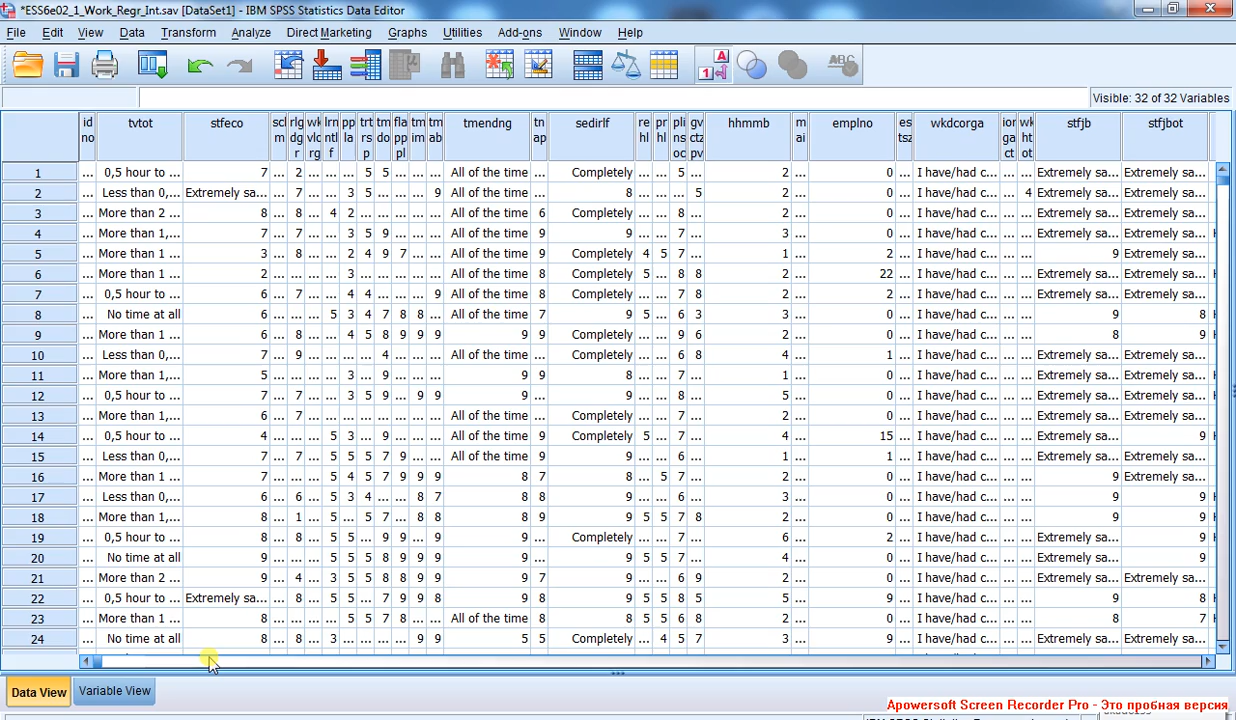 *ESS6e02_1_Work_Regr_Int.sav [DataSet1] - IBM SPSS Statistics Data Editor
File Edit View Data Transform Analyze Direct Marketing Graphs Utilities Add-ons Window Help
Visible: 32 of 32 Variables
idno tvtot stfeco sclm rlgdgr wkvlorg lrnntlf ppla trtrsp tmdo flapppl tmim tmab tmendng tnap sedirlf rehl prhl plinsoc gvctzpv hhmmb mai emplno estsz wkdcorga iorgact wkhtot stfjb stfjbot
1 ... 0,5 hour to ... 7 ... 2 ... ... ... 5 5 ... ... ... All of the time ... Completely ... ... 5 ... 2 ... 0 ... I have/had c... ... ... Extremely sa... Extremely sa...
2 ... Less than 0,... Extremely sa... ... 7 ... ... 3 5 ... ... ... 9 All of the time ... 8 ... ... ... 5 2 ... 0 ... I have/had c... ... 4 Extremely sa... Extremely sa...
3 ... More than 2 ... 8 ... 8 ... 4 2 ... ... ... ... ... All of the time 6 Completely ... ... 8 ... 2 ... 0 ... I have/had c... ... ... Extremely sa... Extremely sa...
4 ... More than 1,... 7 ... 7 ... ... 3 5 9 ... ... ... All of the time 9 9 ... ... 7 ... 3 ... 0 ... I have/had c... ... ... Extremely sa... Extremely sa...
5 ... More than 1 ... 3 ... 8 ... ... 2 4 9 7 ... ... All of the time 9 Completely 4 5 7 ... 1 ... 2 ... I have/had c... ... ... 9 Extremely sa...
6 ... More than 1 ... 2 ... ... ... ... 3 ... ... ... ... ... All of the time 8 Completely 5 ... 8 8 2 ... 22 ... I have/had c... ... ... Extremely sa... Extremely sa...
7 ... 0,5 hour to ... 6 ... 7 ... ... 4 4 ... ... ... 9 All of the time 8 Completely ... ... 7 8 2 ... 2 ... I have/had c... ... ... Extremely sa... Extremely sa...
8 ... No time at all 6 ... ... ... 5 3 4 7 8 8 ... All of the time 7 9 5 ... 6 3 3 ... 0 ... I have/had c... ... ... 9 8
9 ... More than 1 ... 6 ... 8 ... ... 4 5 8 9 9 9 9 9 Completely ... ... 9 6 2 ... 0 ... I have/had c... ... ... 8 9
10 ... Less than 0,... 7 ... 9 ... ... ... ... 4 ... ... ... All of the time ... Completely ... ... 6 8 4 ... 1 ... I have/had c... ... ... Extremely sa... Extremely sa...
11 ... More than 1 ... 5 ... ... ... ... 3 ... 9 ... ... ... 9 9 8 ... ... 7 ... 1 ... 0 ... I have/had c... ... ... Extremely sa... Extremely sa...
12 ... 0,5 hour to ... 7 ... 7 ... ... 3 5 9 ... 9 9 9 ... 9 ... ... 8 ... 5 ... 0 ... I have/had c... ... ... Extremely sa... Extremely sa...
13 ... More than 1,... 6 ... 7 ... ... ... ... ... ... ... ... All of the time 9 Completely ... ... 7 ... 2 ... 0 ... I have/had c... ... ... Extremely sa... Extremely sa...
14 ... 0,5 hour to ... 4 ... ... ... 5 3 ... 9 ... ... ... All of the time 9 Completely 5 ... 7 ... 4 ... 15 ... I have/had c... ... ... Extremely sa... 9
15 ... Less than 0,... 7 ... 7 ... 5 5 5 7 9 ... ... All of the time 9 9 ... ... 6 ... 1 ... 1 ... I have/had c... ... ... Extremely sa... Extremely sa...
16 ... More than 1 ... 7 ... ... ... 5 4 5 7 9 9 9 8 7 8 ... 5 7 ... 2 ... 0 ... I have/had c... ... ... 9 Extremely sa...
17 ... Less than 0,... 6 ... 6 ... 5 3 4 ... ... 8 7 8 8 9 ... ... 6 ... 3 ... 0 ... I have/had c... ... ... 9 9
18 ... More than 1,... 8 ... 1 ... 5 ... 5 7 ... 8 8 8 9 9 5 5 7 8 2 ... 0 ... I have/had c... ... ... 9 9
19 ... 0,5 hour to ... 8 ... 8 ... 5 5 ... 9 9 ... 9 9 ... Completely ... 5 7 ... 6 ... 2 ... I have/had c... ... ... Extremely sa... 9
20 ... No time at all 9 ... ... ... 5 5 5 8 9 9 9 9 ... 9 5 5 7 ... 4 ... 0 ... I have/had c... ... ... 9 9
21 ... More than 2 ... 9 ... 4 ... 3 5 5 8 8 9 9 9 7 9 ... ... 6 9 2 ... 0 ... I have/had c... ... ... Extremely sa... Extremely sa...
22 ... 0,5 hour to ... Extremely sa... ... 8 ... 5 5 ... 7 9 9 8 9 8 9 5 5 8 5 5 ... 9 ... I have/had c... ... ... 9 8
23 ... More than 1 ... 8 ... ... ... ... 5 5 7 8 ... ... All of the time 8 8 5 5 6 8 2 ... 0 ... I have/had c... ... ... 8 7
24 ... No time at all 8 ... 8 ... 3 ... ... ... ... 9 9 5 5 Completely ... 4 5 7 3 ... 9 ... I have/had c... ... ... Extremely sa... Extremely sa...
Data View Variable View
Apowersoft Screen Recorder Pro - Это пробная версия